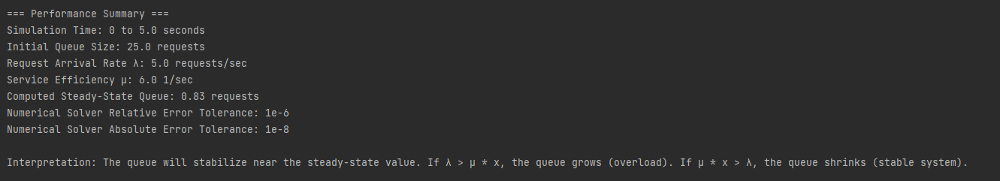 === Performance Summary ===
Simulation Time: 0 to 5.0 seconds
Initial Queue Size: 25.0 requests
Request Arrival Rate λ: 5.0 requests/sec
Service Efficiency μ: 6.0 1/sec
Computed Steady-State Queue: 0.83 requests
Numerical Solver Relative Error Tolerance: 1e-6
Numerical Solver Absolute Error Tolerance: 1e-8
Interpretation: The queue will stabilize near the steady-state value. If λ > μ * x, the queue grows (overload). If μ * x > λ, the queue shrinks (stable system).